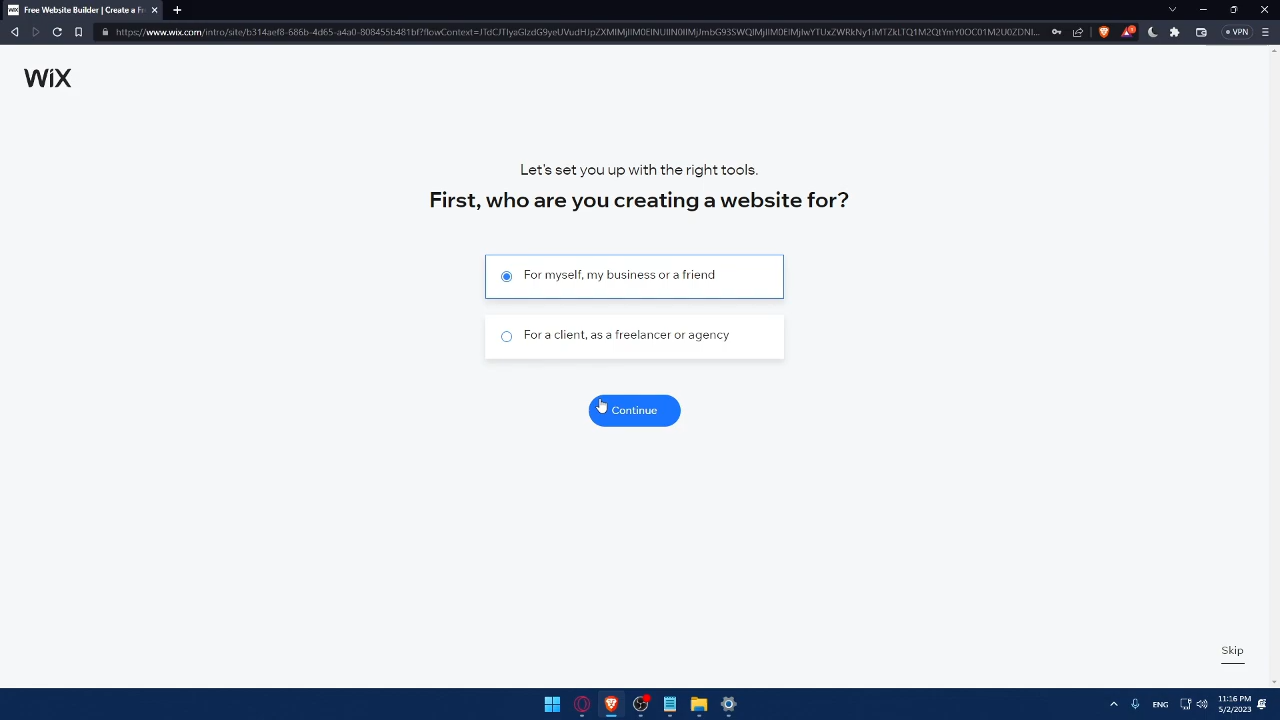 WIX Free Website Builder | Create a Fr
VPN
WiX
Let's set you up with the right tools.
First, who are you creating a website for?
For myself, my business or a friend
For a client, as a freelancer or agency
Continue
Skip
ENG
11:16 PM
5/2/2023